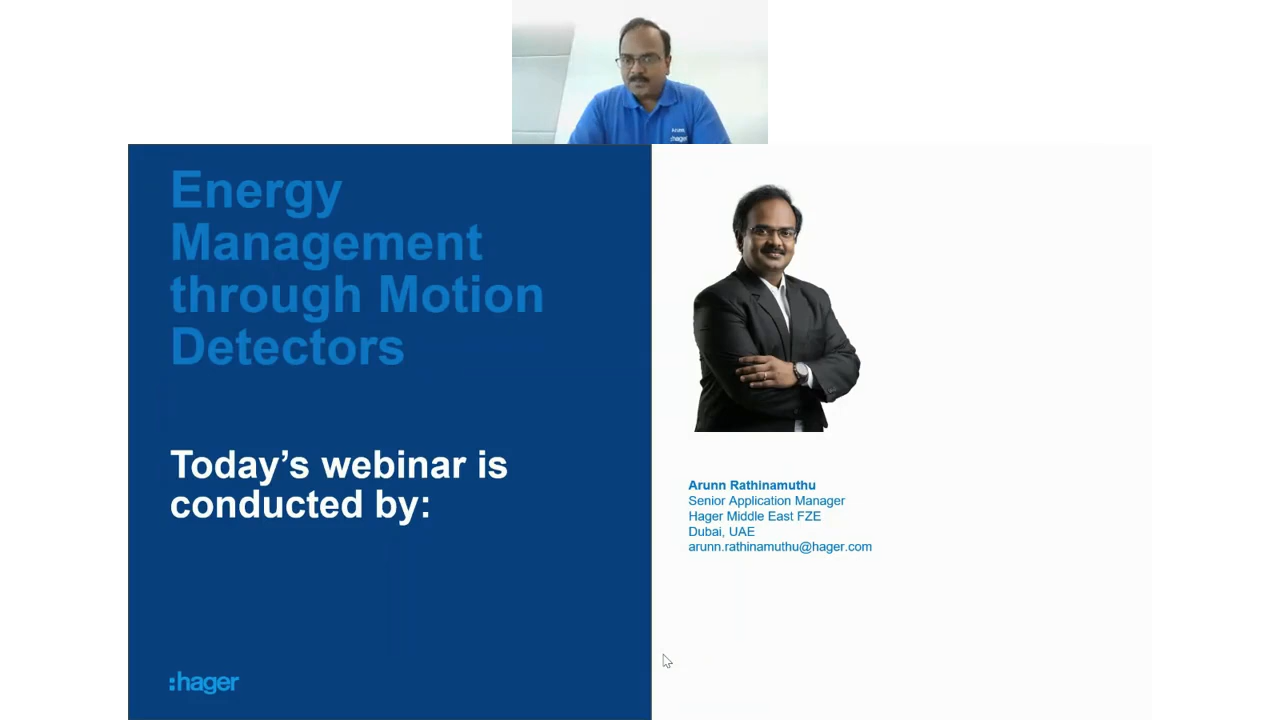 :hager
Energy
Management
through Motion
Detectors
Today's webinar is
conducted by:
Arunn Rathinamuthu
Senior Application Manager
Hager Middle East FZE
Dubai, UAE
arunn.rathinamuthu@hager.com
:hager